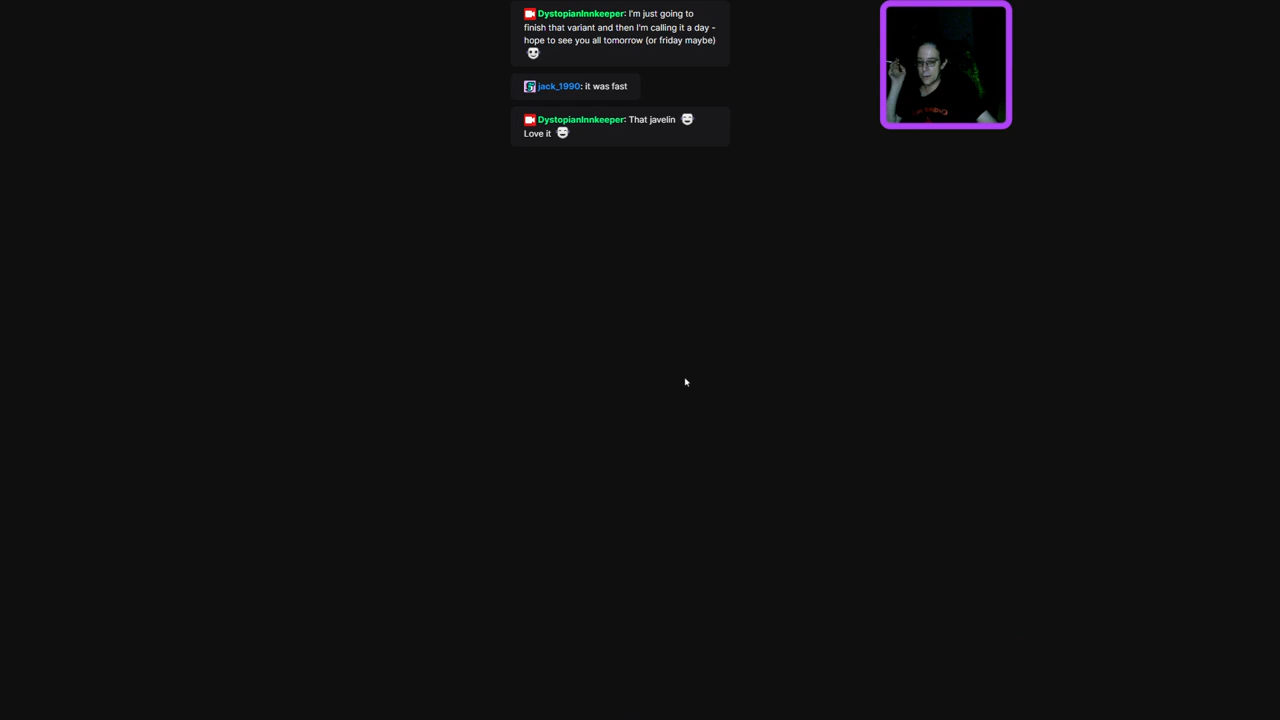 DystopianInnkeeper: I'm just going to
finish that variant and then I'm calling it a day -
hope to see you all tomorrow (or friday maybe)
jack_1990: it was fast
DystopianInnkeeper: That javelin
Love it